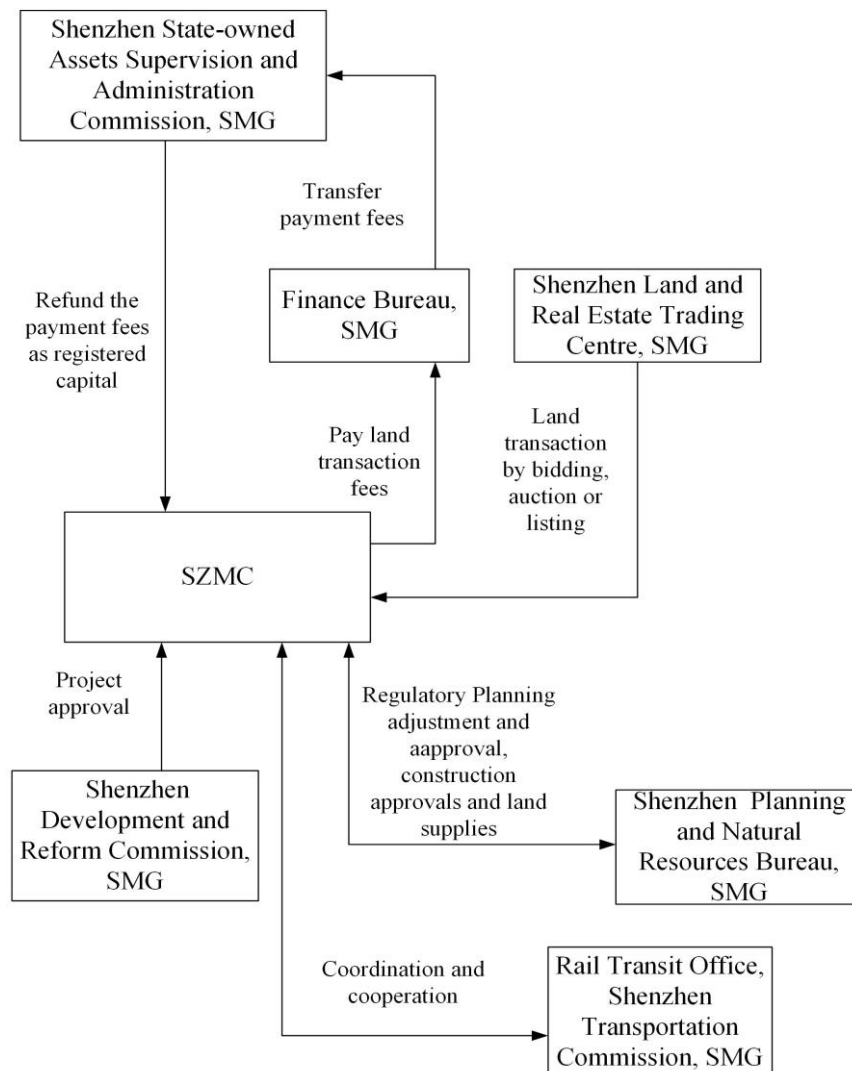 Shenzhen State-owned
Assets Supervision and
Administration
Commission, SMG
Transfer
payment fees
Refund the
payment fees
as registered
capital
Finance Bureau,
SMG
Shenzhen Land and
Real Estate Trading
Centre, SMG
Pay land
transaction
fees
Land
transaction
by bidding,
auction or
listing
SZMC
Project
approval
Regulatory Planning
adjustment and
aapproval,
construction
approvals and land
supplies
Shenzhen
Development and
Reform Commission,
SMG
Shenzhen Planning
and Natural
Resources Bureau,
SMG
Coordination and
cooperation
Rail Transit Office,
Shenzhen
Transportation
Commission, SMG